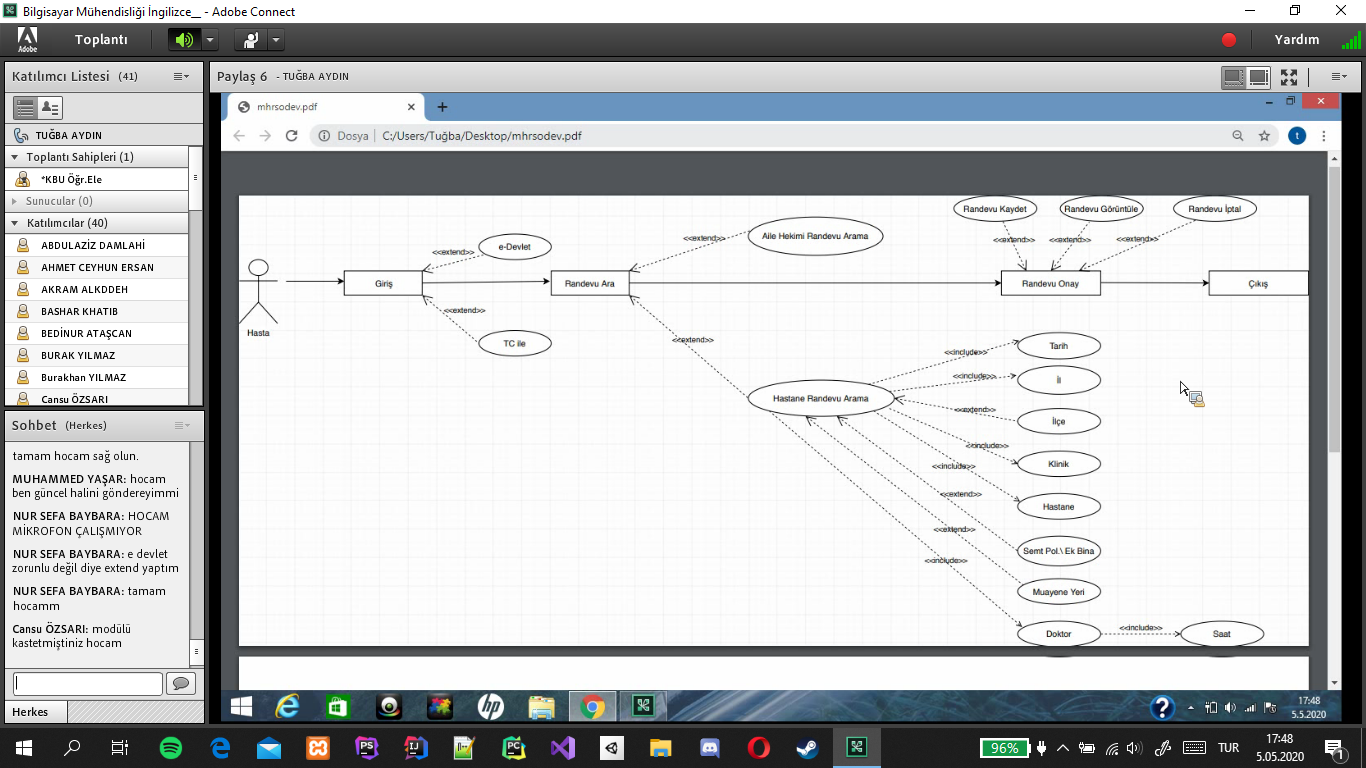 Bilgisayar Mühendisliği İngilizce__ - Adobe Connect
Adobe
Toplantı
Yardım
Katılımcı Listesi (41)
TUĞBA AYDIN
Toplantı Sahipleri (1)
*KBU Öğr.Ele
Sunucular (0)
Katılımcılar (40)
ABDULAZİZ DAMLAHİ
AHMET CEYHUN ERSAN
AKRAM ALKDDEH
BASHAR KHATIB
BEDİNUR ATAŞCAN
BURAK YILMAZ
Burakhan YILMAZ
Cansu ÖZSARI
Sohbet (Herkes)
tamam hocam sağ olun.
MUHAMMED YAŞAR: hocam
ben güncel halini göndereyimmi
NUR SEFA BAYBARA: HOCAM
MİKROFON ÇALIŞMIYOR
NUR SEFA BAYBARA: e devlet
zorunlu değil diye extend yaptım
NUR SEFA BAYBARA: tamam
hocamm
Cansu ÖZSARI: modülü
kastetmiştiniz hocam
Herkes
Paylaş 6 - TUĞBA AYDIN
mhrsodev.pdf
Dosya C:/Users/Tuğba/Desktop/mhrsodev.pdf
t
Randevu Kaydet
Randevu Görüntüle
Randevu İptal
Aile Hekimi Randevu Arama
<<extend>>
<<extend>>
<<extend>>
<<extend>>
e-Devlet
<<extend>>
Giriş
Randevu Ara
Randevu Onay
Çıkış
<<extend>>
Hasta
TC ile
<<extend>>
Tarih
<<include>>
<<include>>
İl
Hastane Randevu Arama
<<extend>>
İlçe
<<include>>
Klinik
<<include>>
<<extend>>
Hastane
<<extend>>
Semt Pol.\ Ek Bina
<<include>>
Muayene Yeri
Doktor
<<include>>
Saat
hp
17:48
5.5.2020
96%
TUR
17:48
5.05.2020
1